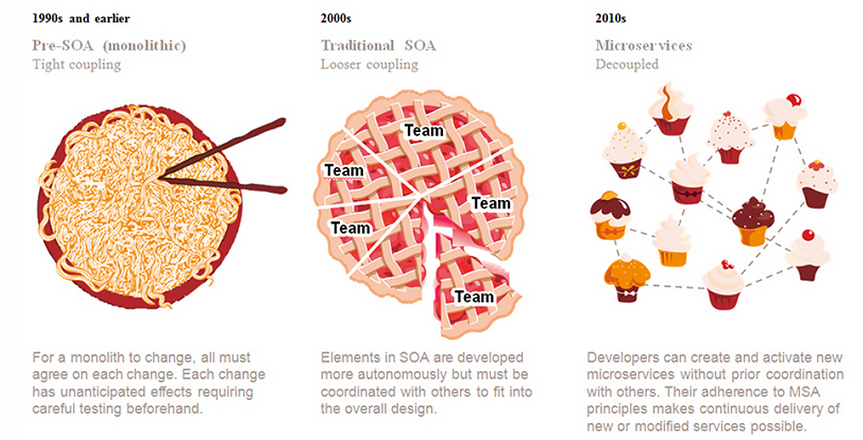 1990s and earlier
Pre-SOA (monolithic)
Tight coupling
For a monolith to change, all must
agree on each change. Each change
has unanticipated effects requiring
careful testing beforehand.
2000s
Traditional SOA
Looser coupling
Team
Team
Team
Team
Team
Elements in SOA are developed
more autonomously but must be
coordinated with others to fit into
the overall design.
2010s
Microservices
Decoupled
Developers can create and activate new
microservices without prior coordination
with others. Their adherence to MSA
principles makes continuous delivery of
new or modified services possible.